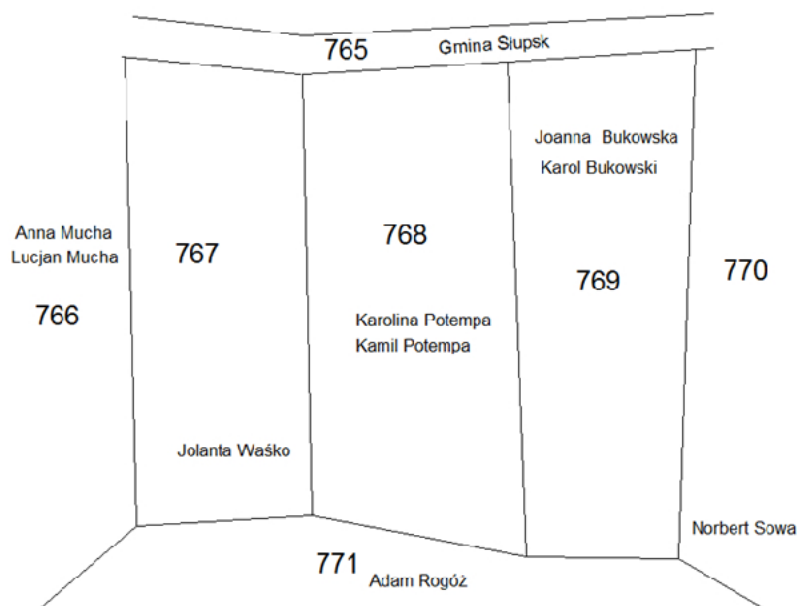 765 Gmina Słupsk
Joanna Bukowska
Karol Bukowski
Anna Mucha
Lucjan Mucha
766
767
768
769
770
Karolina Potempa
Kamil Potempa
Jolanta Waśko
Norbert Sowa
771 Adam Rogóż